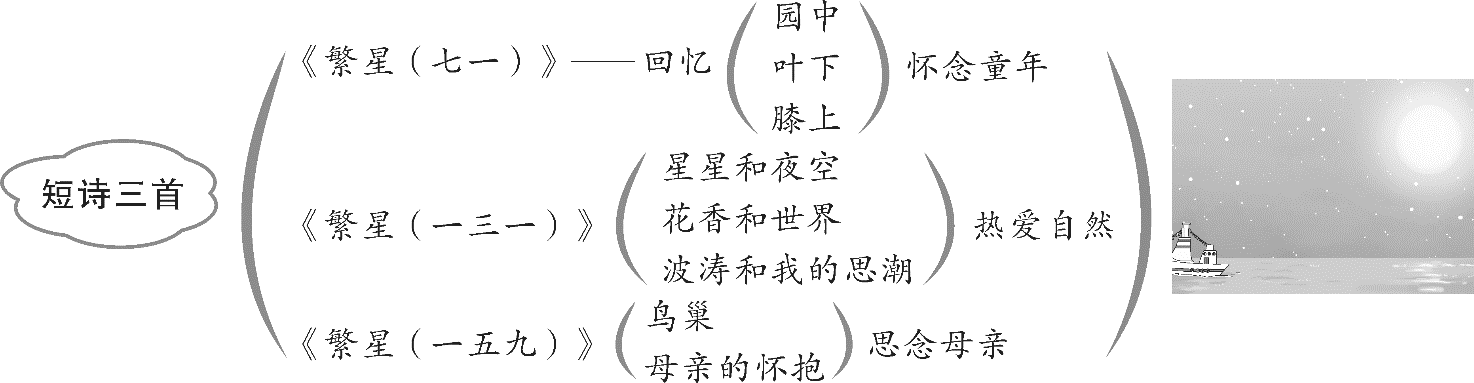 短诗三首
《繁星（七一）》——回忆
园中
叶下
膝上
怀念童年
《繁星（一三一）》
星星和夜空
花香和世界
波涛和我的思潮
热爱自然
《繁星（一五九）》
鸟巢
母亲的怀抱
思念母亲